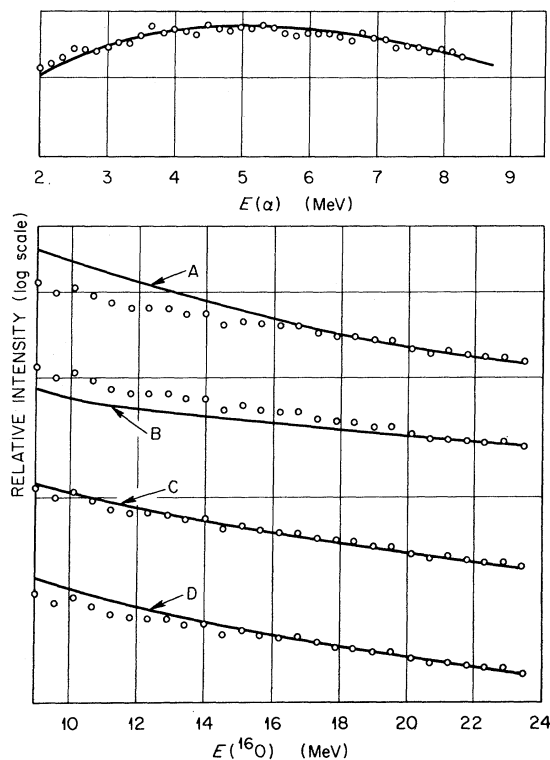 2. 3 4 5 6 7 8 9
E(α) (MeV)
RELATIVE INTENSITY (log scale)
A
B
C
D
10 12 14 16 18 20 22 24
E(¹⁶O) (MeV)